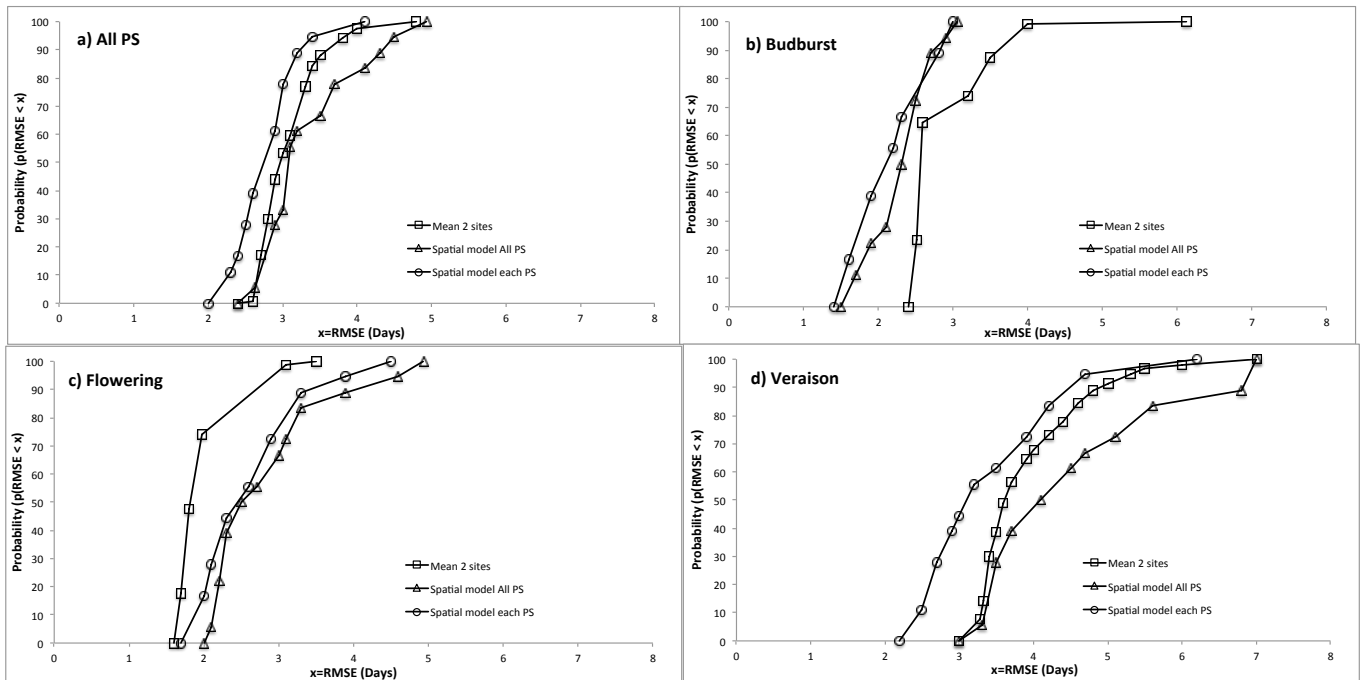 a) All PS
Probability (p(RMSE < x)
100
90
80
70
60
50
40
30
20
10
0
Mean 2 sites
Spatial model All PS
Spatial model each PS
0 1 2 3 4 5 6 7 8
x=RMSE (Days)
b) Budburst
Probability (p(RMSE < x)
100
90
80
70
60
50
40
30
20
10
0
Mean 2 sites
Spatial model All PS
Spatial model each PS
0 1 2 3 4 5 6 7 8
x=RMSE (Days)
c) Flowering
Probability (p(RMSE < x)
100
90
80
70
60
50
40
30
20
10
0
Mean 2 sites
Spatial model All PS
Spatial model each PS
0 1 2 3 4 5 6 7 8
x=RMSE (Days)
d) Veraison
Probability (p(RMSE < x)
100
90
80
70
60
50
40
30
20
10
0
Mean 2 sites
Spatial model All PS
Spatial model each PS
0 1 2 3 4 5 6 7 8
x=RMSE (Days)